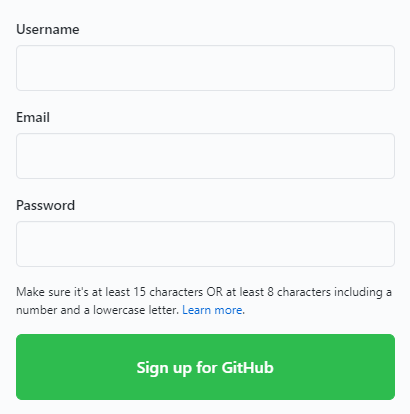 Username
Email
Password
Make sure it's at least 15 characters OR at least 8 characters including a
number and a lowercase letter. Learn more.
Sign up for GitHub